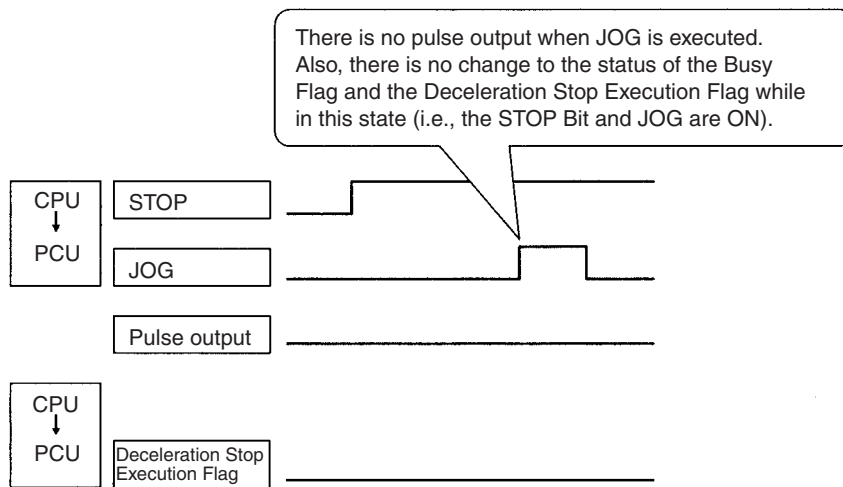 There is no pulse output when JOG is executed.
Also, there is no change to the status of the Busy
Flag and the Deceleration Stop Execution Flag while
in this state (i.e., the STOP Bit and JOG are ON).
CPU
STOP
PCU
JOG
Pulse output
CPU
PCU
Deceleration Stop
Execution Flag